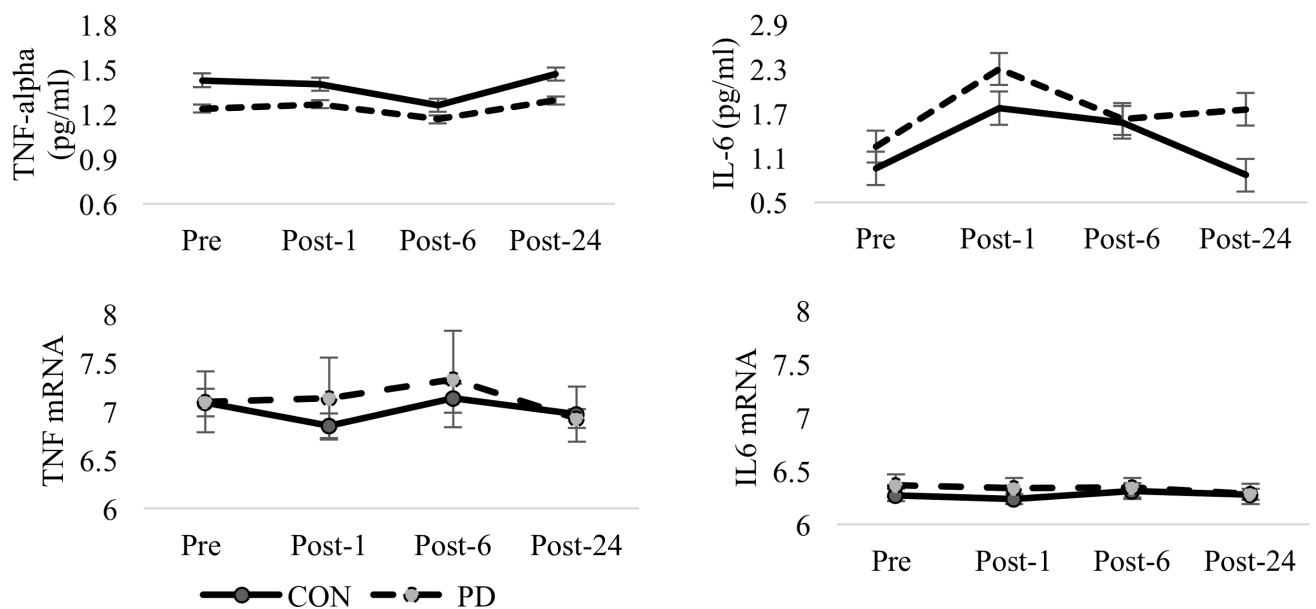 TNF-alpha
(pg/ml)
1.8
1.5
1.2
0.9
0.6
Pre Post-1 Post-6 Post-24
IL-6 (pg/ml)
2.9
2.3
1.7
1.1
0.5
Pre Post-1 Post-6 Post-24
TNF mRNA
8
7.5
7
6.5
6
Pre Post-1 Post-6 Post-24
IL6 mRNA
8
7.5
7
6.5
6
Pre Post-1 Post-6 Post-24
CON PD